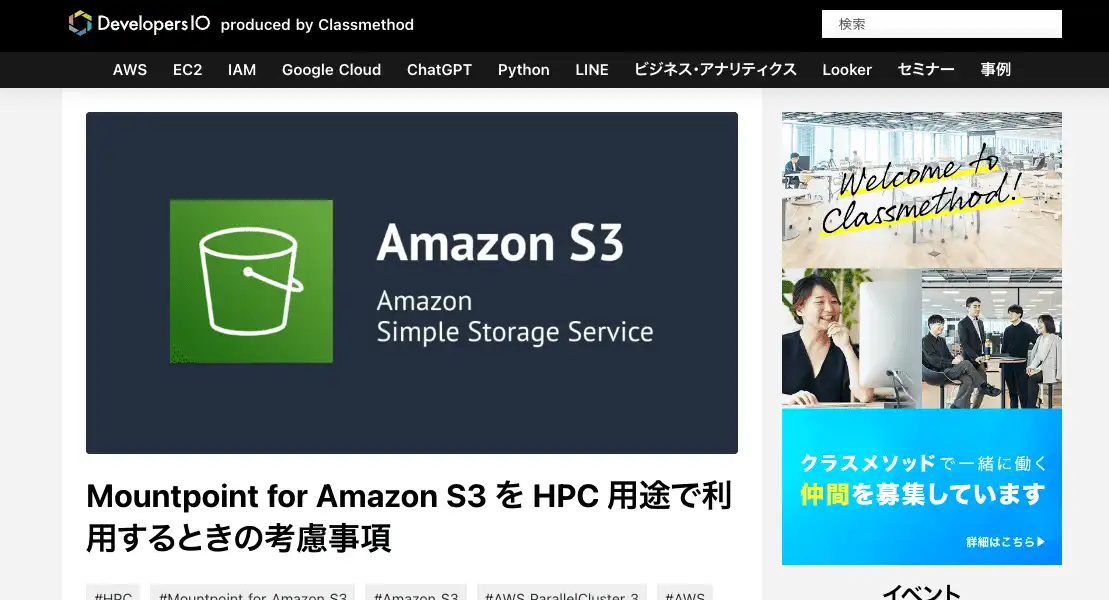 DevelopersIO produced by Classmethod
検索
AWS EC2 IAM Google Cloud ChatGPT Python LINE ビジネス・アナリティクス Looker セミナー 事例
Amazon S3
Amazon
Simple Storage Service
Mountpoint for Amazon S3 を HPC 用途で利
用するときの考慮事項
#HPC #Mountpoint for Amazon S3 #Amazon S3 #AWS ParallelCluster 3 #AWS
Welcome to
Classmethod!
クラスメソッドで一緒に働く
仲間を募集しています
詳細はこちら▶
イベント